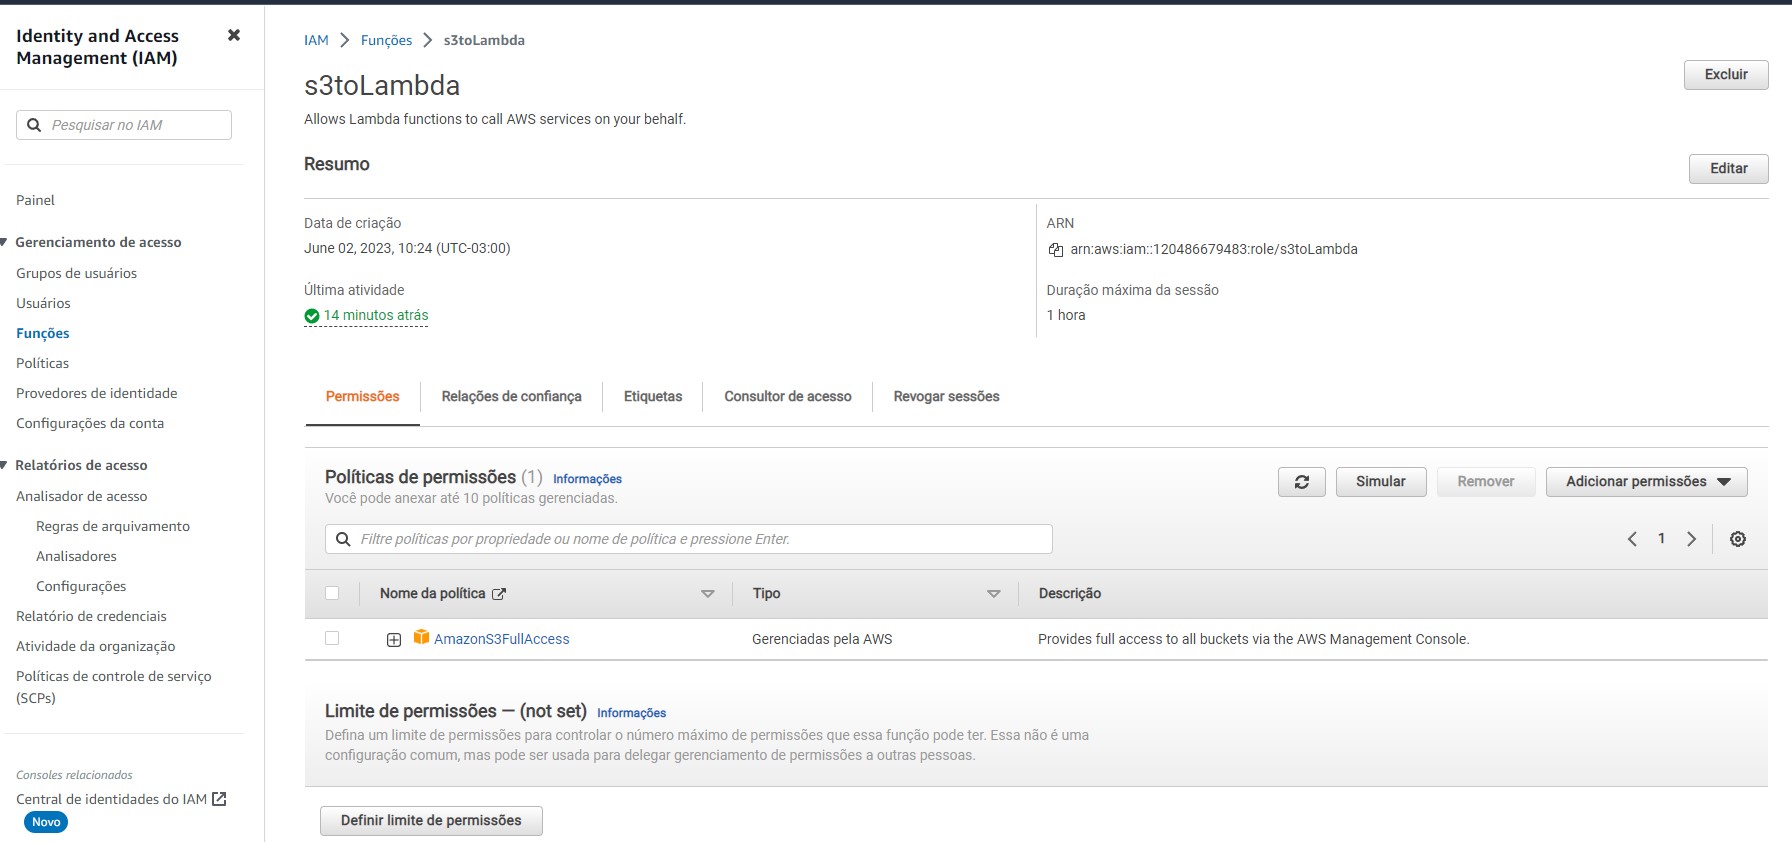 Identity and Access
Management (IAM)
Pesquisar no IAM
Painel
Gerenciamento de acesso
Grupos de usuários
Usuários
Funções
Políticas
Provedores de identidade
Configurações da conta
Relatórios de acesso
Analisador de acesso
Regras de arquivamento
Analisadores
Configurações
Relatório de credenciais
Atividade da organização
Políticas de controle de serviço
(SCPs)
Consoles relacionados
Central de identidades do IAM
Novo
IAM > Funções > s3toLambda
s3toLambda
Excluir
Allows Lambda functions to call AWS services on your behalf.
Resumo
Editar
Data de criação
June 02, 2023, 10:24 (UTC-03:00)
Última atividade
14 minutos atrás
ARN
arn:aws:iam::120486679483:role/s3toLambda
Duração máxima da sessão
1 hora
Permissões
Relações de confiança
Etiquetas
Consultor de acesso
Revogar sessões
Políticas de permissões (1) Informações
Você pode anexar até 10 políticas gerenciadas.
Simular
Remover
Adicionar permissões
Filtre políticas por propriedade ou nome de política e pressione Enter.
1
Nome da política
Tipo
Descrição
AmazonS3FullAccess
Gerenciadas pela AWS
Provides full access to all buckets via the AWS Management Console.
Limite de permissões — (not set) Informações
Defina um limite de permissões para controlar o número máximo de permissões que essa função pode ter. Essa não é uma
configuração comum, mas pode ser usada para delegar gerenciamento de permissões a outras pessoas.
Definir limite de permissões